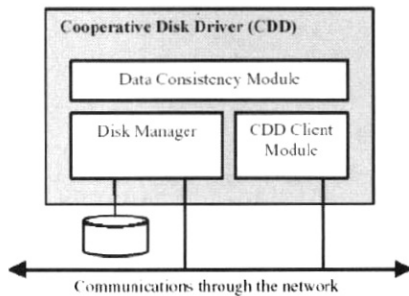 Cooperative Disk Driver (CDD)
Data Consistency Module
Disk Manager
CDD Client
Module
Communications through the network